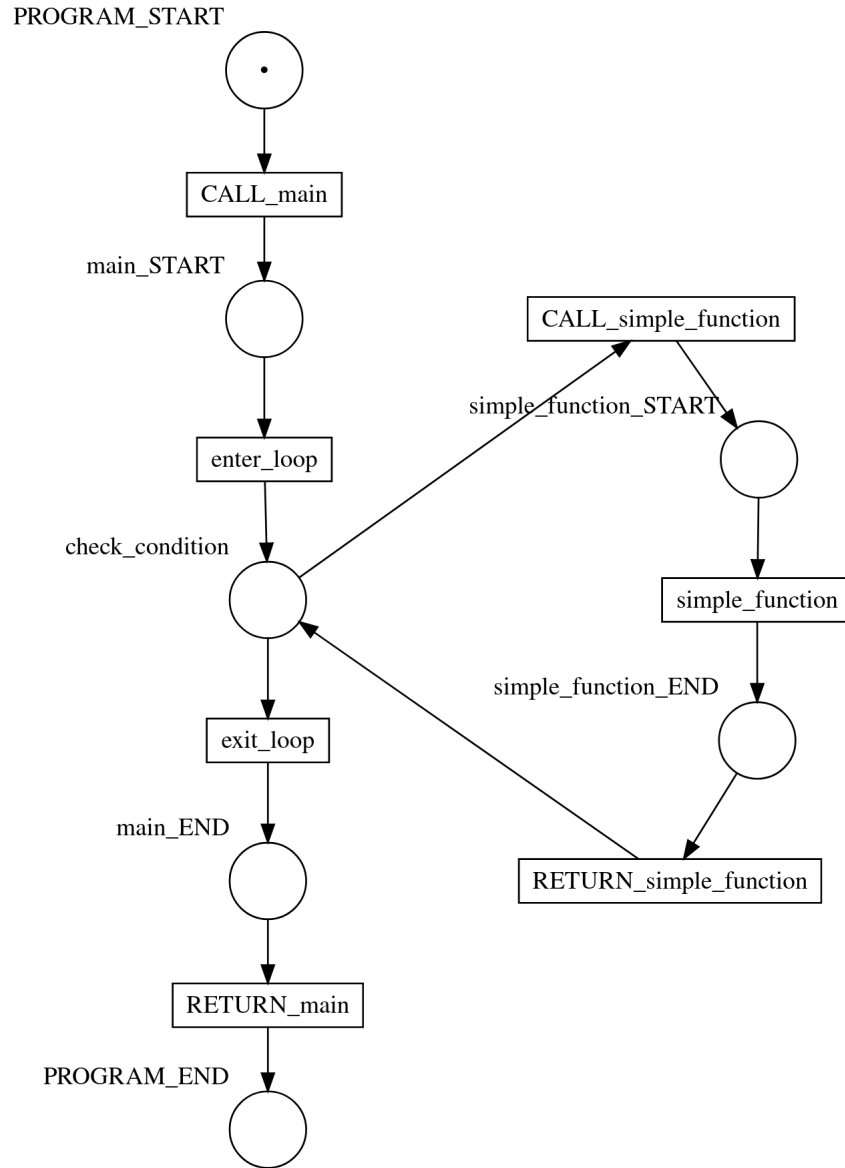 PROGRAM_START
CALL_main
main_START
CALL_simple_function
simple_function_START
enter_loop
check_condition
simple_function
simple_function_END
exit_loop
main_END
RETURN_simple_function
RETURN_main
PROGRAM_END